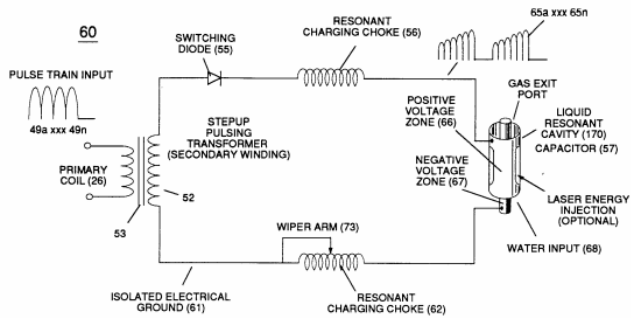 60
SWITCHING
DIODE (55)
RESONANT
CHARGING CHOKE (56)
65a xxx 65n
xxx
PULSE TRAIN INPUT
49a xxx 49n
GAS EXIT
PORT
POSITIVE
VOLTAGE
ZONE (66)
LIQUID
RESONANT
CAVITY (170)
CAPACITOR (57)
STEPUP
PULSING
TRANSFORMER
(SECONDARY WINDING)
PRIMARY
COIL (26)
NEGATIVE
VOLTAGE
ZONE (67)
52
53
LASER ENERGY
INJECTION
(OPTIONAL)
WIPER ARM (73)
WATER INPUT (68)
ISOLATED ELECTRICAL
GROUND (61)
RESONANT
CHARGING CHOKE (62)